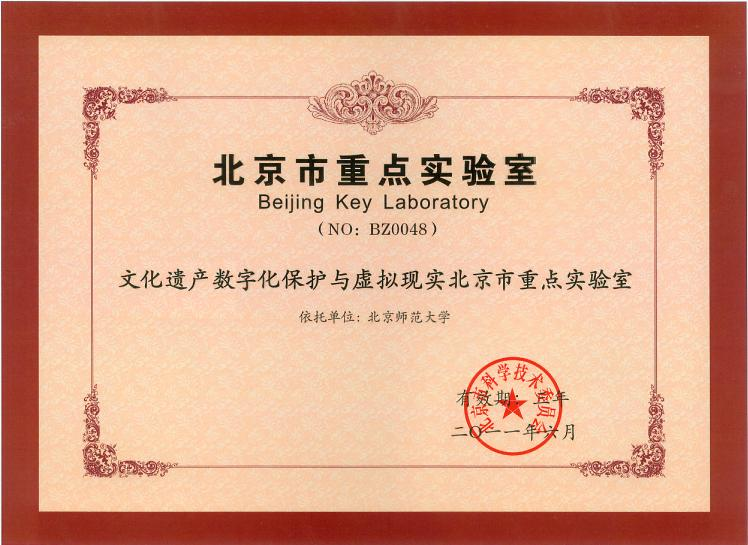 北京市重点实验室
Beijing Key Laboratory
（NO：BZ0048）
文化遗产数字化保护与虚拟现实北京市重点实验室
依托单位：北京师范大学
有效期：三年
二〇一一年六月
北京市科学技术委员会